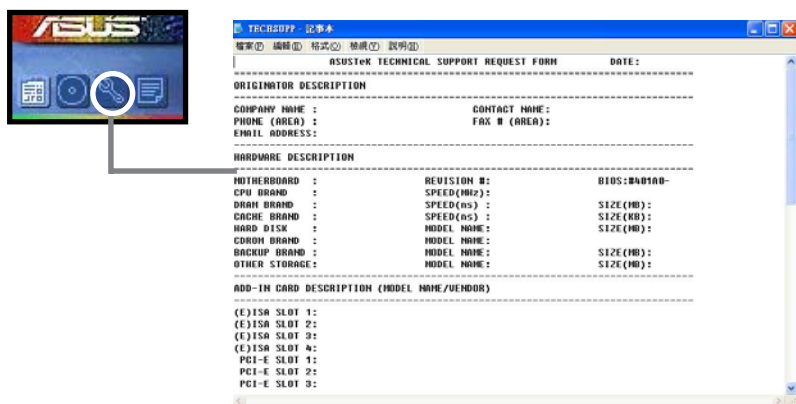 ASUS
TECHSUPP - 記事本
檔案(F) 編輯(E) 格式(O) 檢視(V) 說明(H)
ASUSTeK TECHNICAL SUPPORT REQUEST FORM DATE:
ORIGINATOR DESCRIPTION
COMPANY NAME : CONTACT NAME:
PHONE (AREA) : FAX # (AREA):
EMAIL ADDRESS:
HARDWARE DESCRIPTION
MOTHERBOARD : REVISION #: BIOS:#401A0-
CPU BRAND : SPEED(MHz):
DRAM BRAND : SPEED(ns) : SIZE(MB):
CACHE BRAND : SPEED(ns) : SIZE(KB):
HARD DISK : MODEL NAME: SIZE(MB):
CDROM BRAND : MODEL NAME:
BACKUP BRAND : MODEL NAME: SIZE(MB):
OTHER STORAGE: MODEL NAME: SIZE(MB):
ADD-IN CARD DESCRIPTION (MODEL NAME/VENDOR)
(E)ISA SLOT 1:
(E)ISA SLOT 2:
(E)ISA SLOT 3:
(E)ISA SLOT 4:
PCI-E SLOT 1:
PCI-E SLOT 2:
PCI-E SLOT 3: